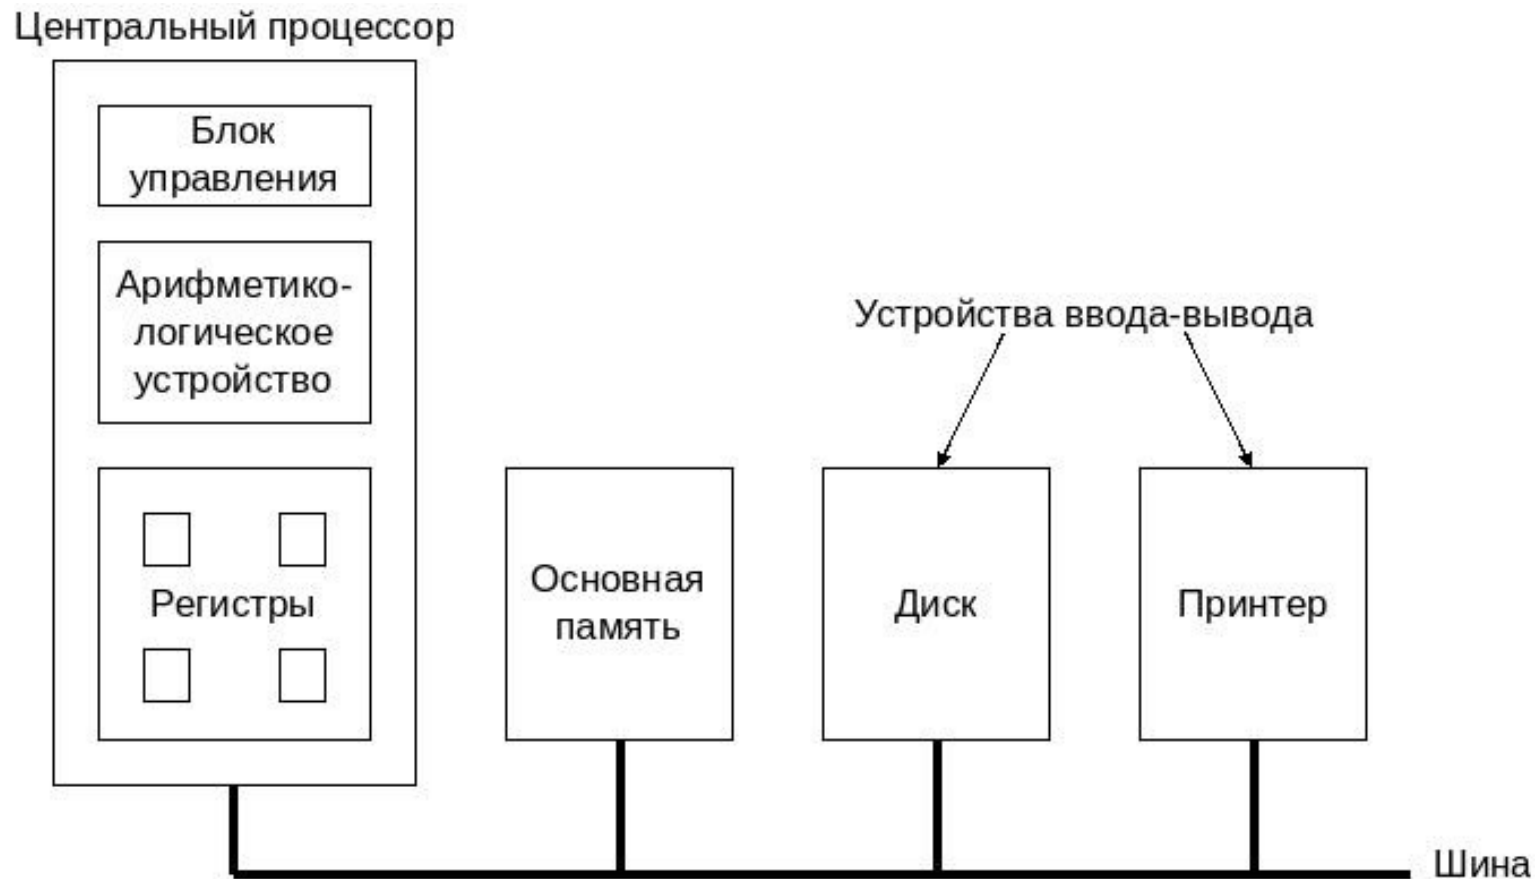 Центральный процессор
Блок
управления
Арифметико-
логическое
устройство
Регистры
Основная
память
Устройства ввода-вывода
Диск
Принтер
Шина